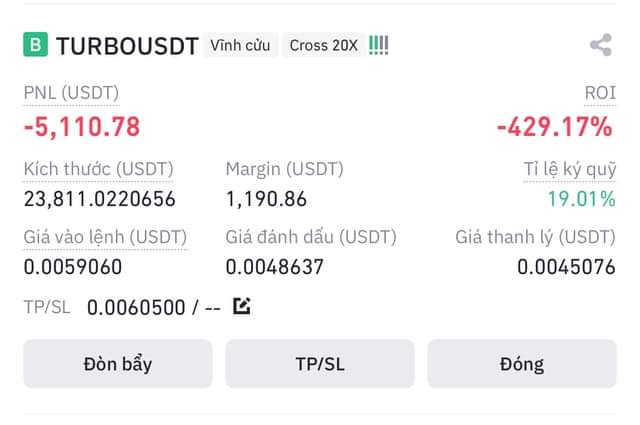 B TURBOUSDT Vĩnh cửu Cross 20X
PNL (USDT) ROI
-5,110.78 -429.17%
Kích thước (USDT) Margin (USDT) Tỉ lệ ký quỹ
23,811.0220656 1,190.86 19.01%
Giá vào lệnh (USDT) Giá đánh dấu (USDT) Giá thanh lý (USDT)
0.0059060 0.0048637 0.0045076
TP/SL 0.0060500 / --
Đòn bẩy TP/SL Đóng